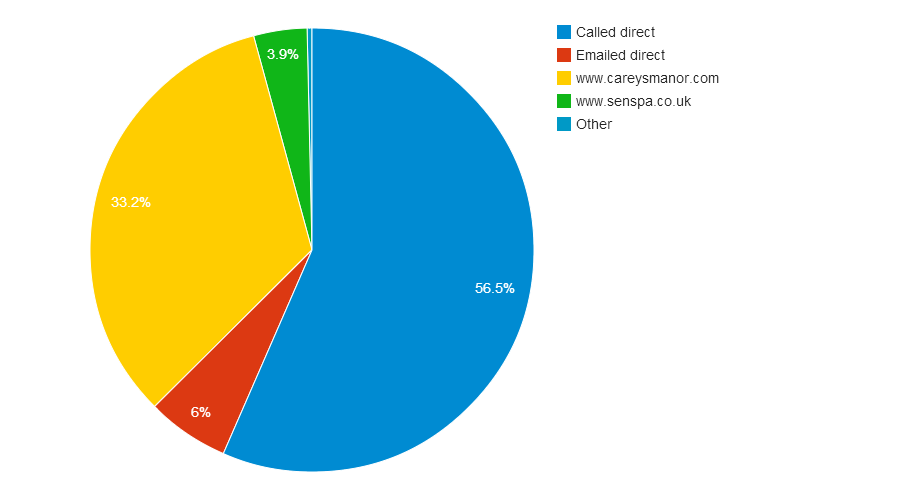 Called direct
Emailed direct
www.careysmanor.com
www.senspa.co.uk
Other
3.9%
33.2%
56.5%
6%